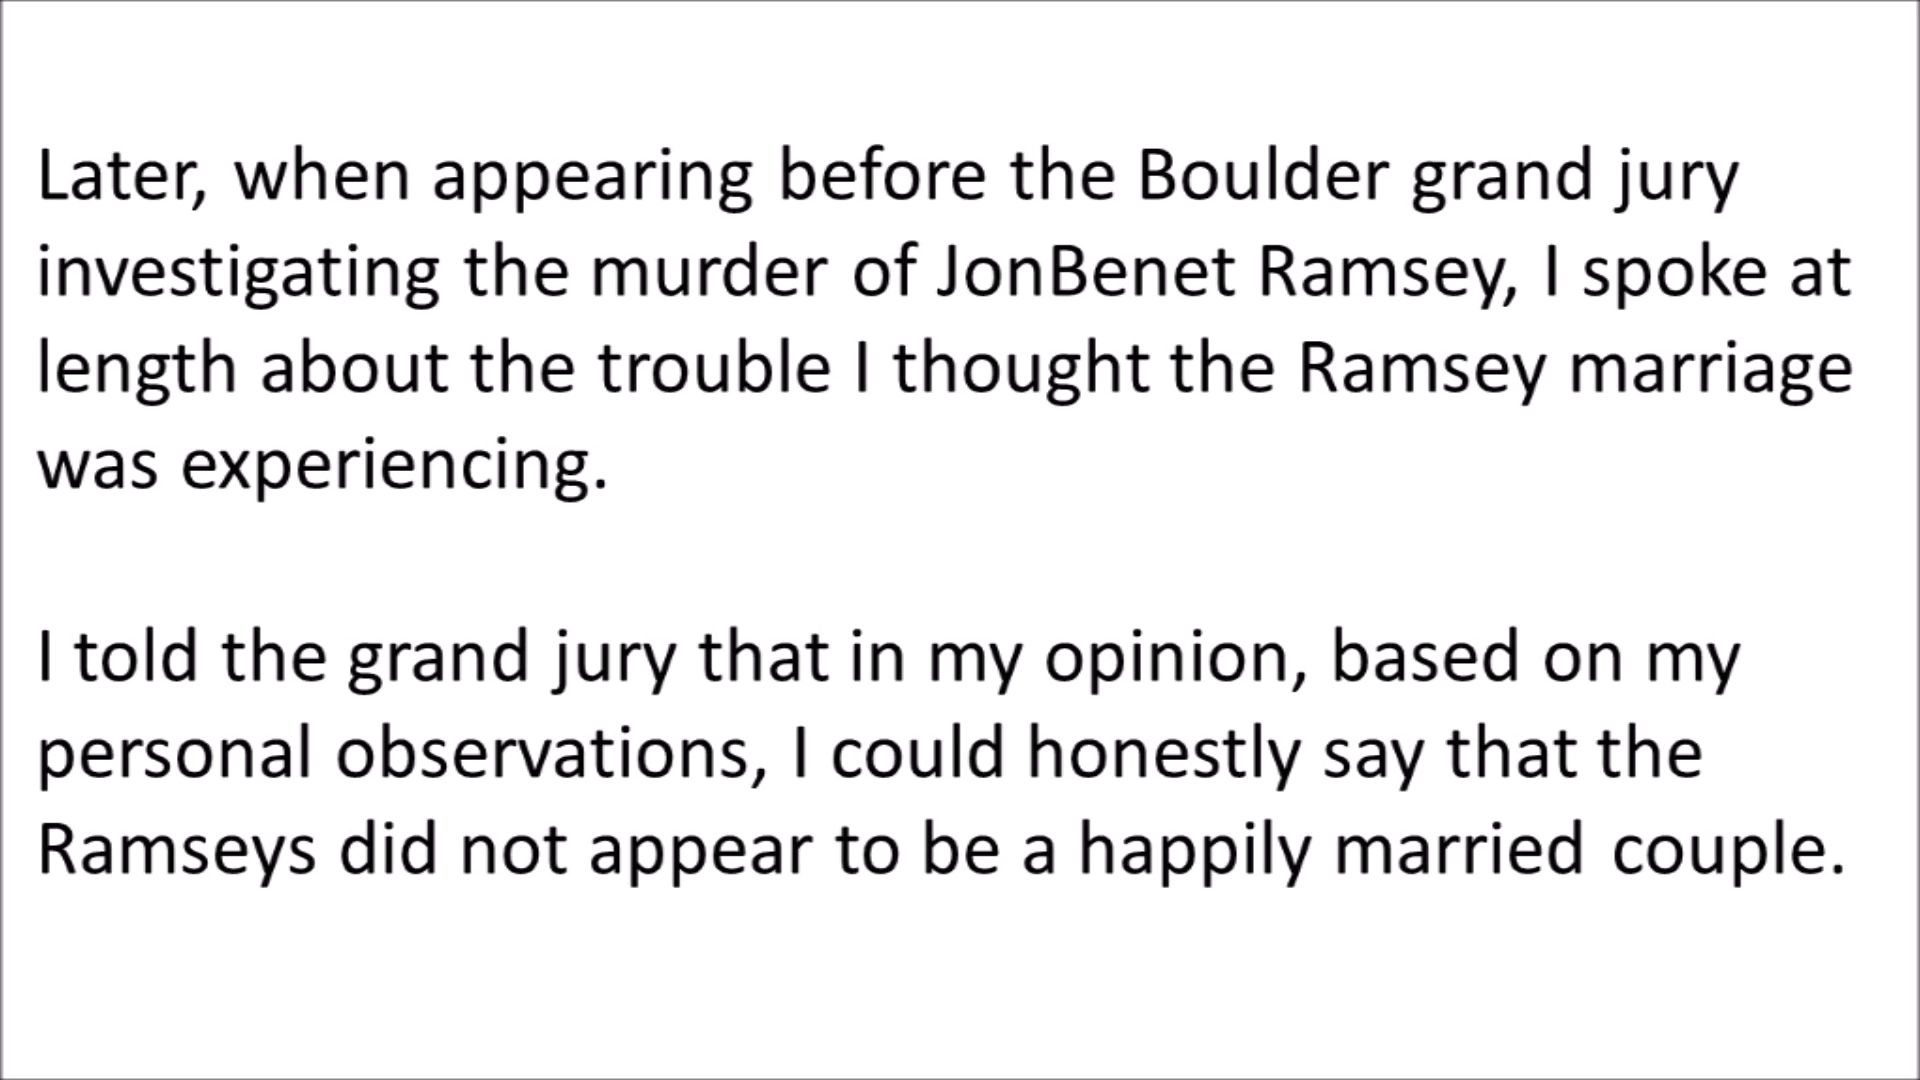 Later, when appearing before the Boulder grand jury
investigating the murder of JonBenet Ramsey, I spoke at
length about the trouble I thought the Ramsey marriage
was experiencing.
I told the grand jury that in my opinion, based on my
personal observations, I could honestly say that the
Ramseys did not appear to be a happily married couple.